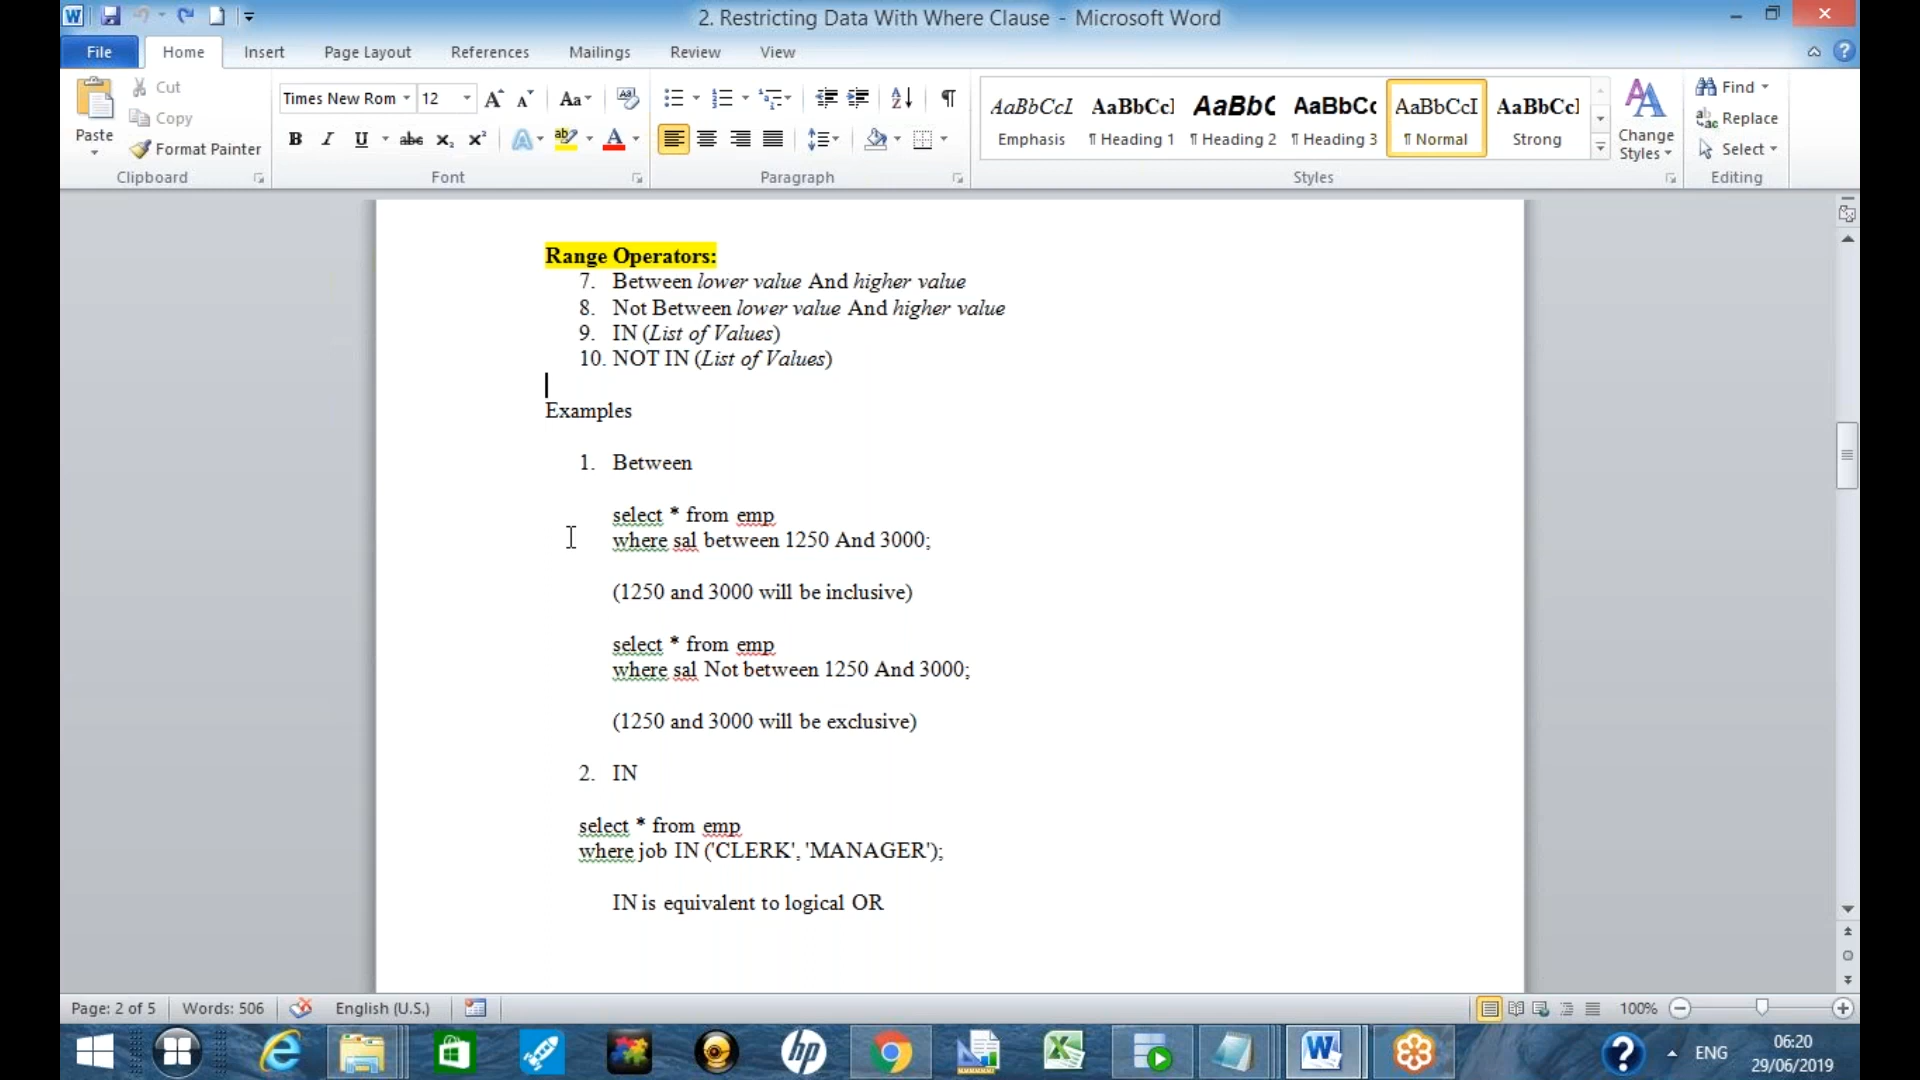 2. Restricting Data With Where Clause - Microsoft Word
File Home Insert Page Layout References Mailings Review View
Paste
Cut
Copy
Format Painter
Clipboard
Times New Rom 12
Font
Paragraph
AaBbCcI AaBbCcI AaBbC AaBbCc AaBbCcI AaBbCcI
Emphasis ¶ Heading 1 ¶ Heading 2 ¶ Heading 3 ¶ Normal Strong
Change Styles
Styles
Find
Replace
Select
Editing
Range Operators:
7. Between lower value And higher value
8. Not Between lower value And higher value
9. IN (List of Values)
10. NOT IN (List of Values)
Examples
1. Between
select * from emp
where sal between 1250 And 3000;
(1250 and 3000 will be inclusive)
select * from emp
where sal Not between 1250 And 3000;
(1250 and 3000 will be exclusive)
2. IN
select * from emp
where job IN ('CLERK', 'MANAGER');
IN is equivalent to logical OR
Page: 2 of 5 Words: 506 English (U.S.) 100%
ENG 06:20
29/06/2019